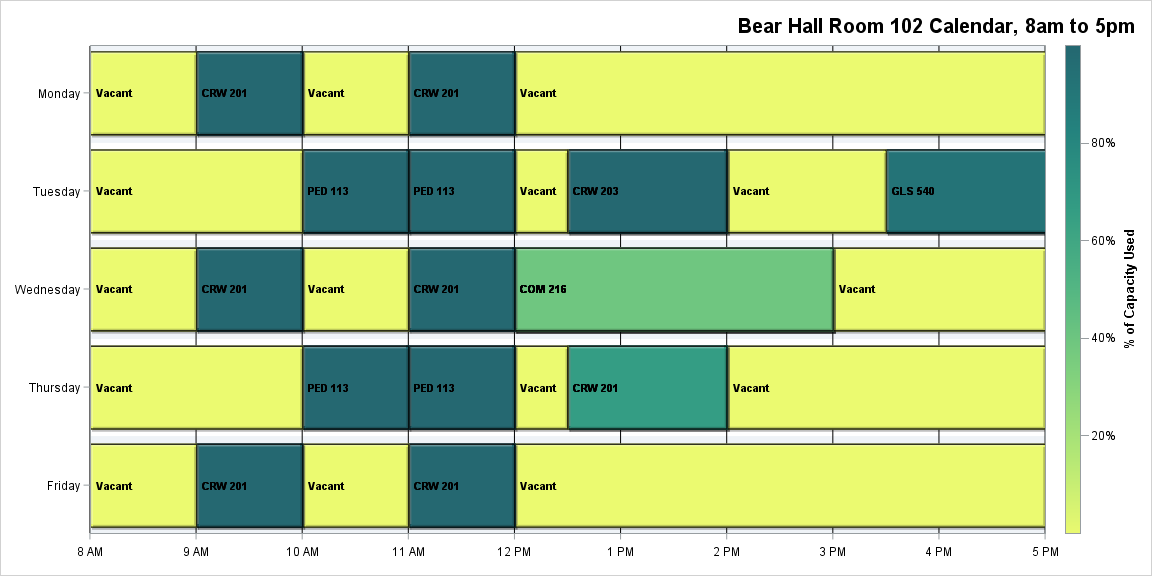 Bear Hall Room 102 Calendar, 8am to 5pm
Monday
Vacant
CRW 201
Vacant
CRW 201
Vacant
Tuesday
Vacant
PED 113
PED 113
Vacant
CRW 203
Vacant
GLS 540
Wednesday
Vacant
CRW 201
Vacant
CRW 201
COM 216
Vacant
Thursday
Vacant
PED 113
PED 113
Vacant
CRW 201
Vacant
Friday
Vacant
CRW 201
Vacant
CRW 201
Vacant
8 AM
9 AM
10 AM
11 AM
12 PM
1 PM
2 PM
3 PM
4 PM
5 PM
80%
60%
40%
20%
% of Capacity Used